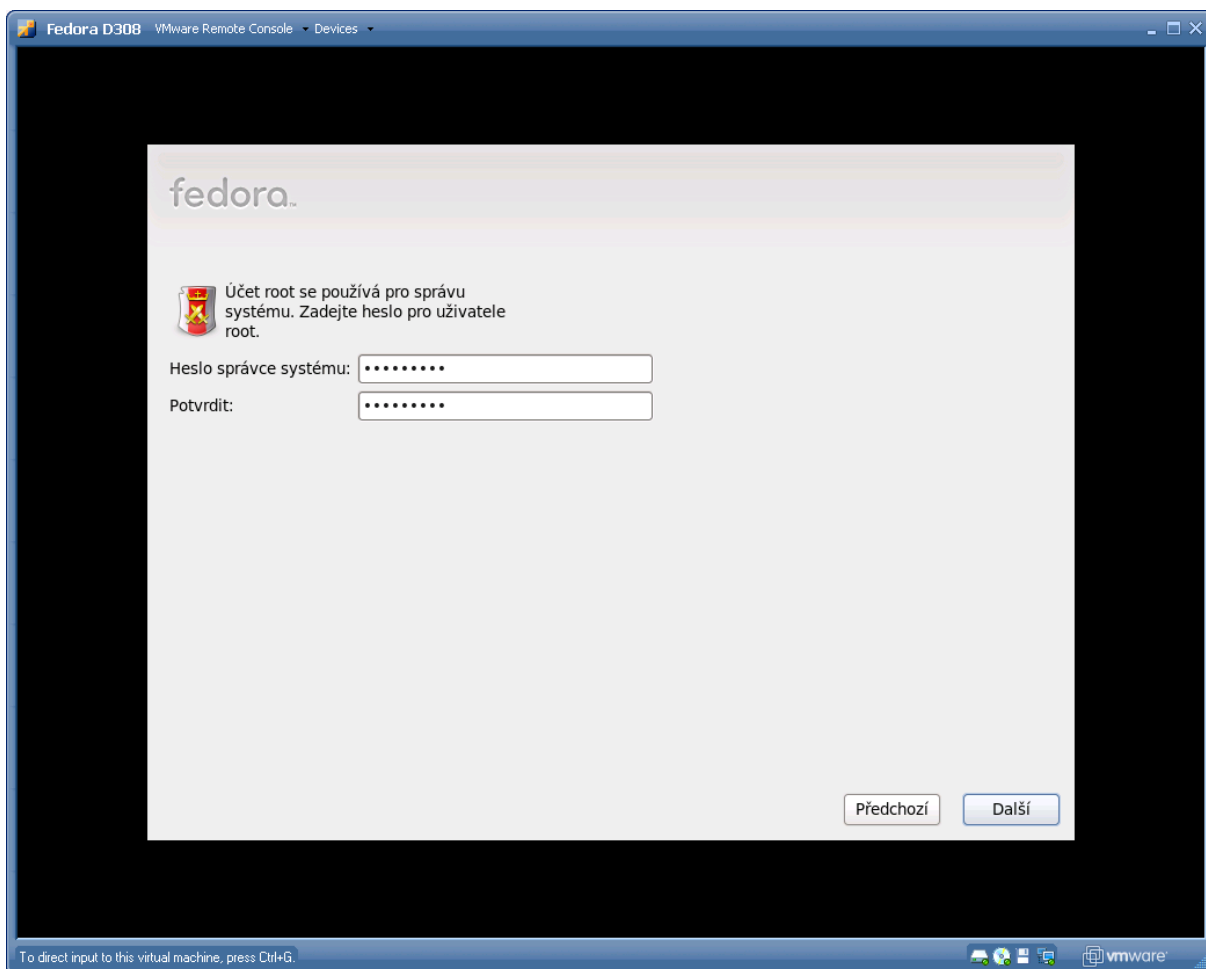 Fedora D308 VMware Remote Console Devices
fedora™
Účet root se používá pro správu
systému. Zadejte heslo pro uživatele
root.
Heslo správce systému: •••••••••
Potvrdit: •••••••••
Předchozí Další
To direct input to this virtual machine, press Ctrl+G. vmware